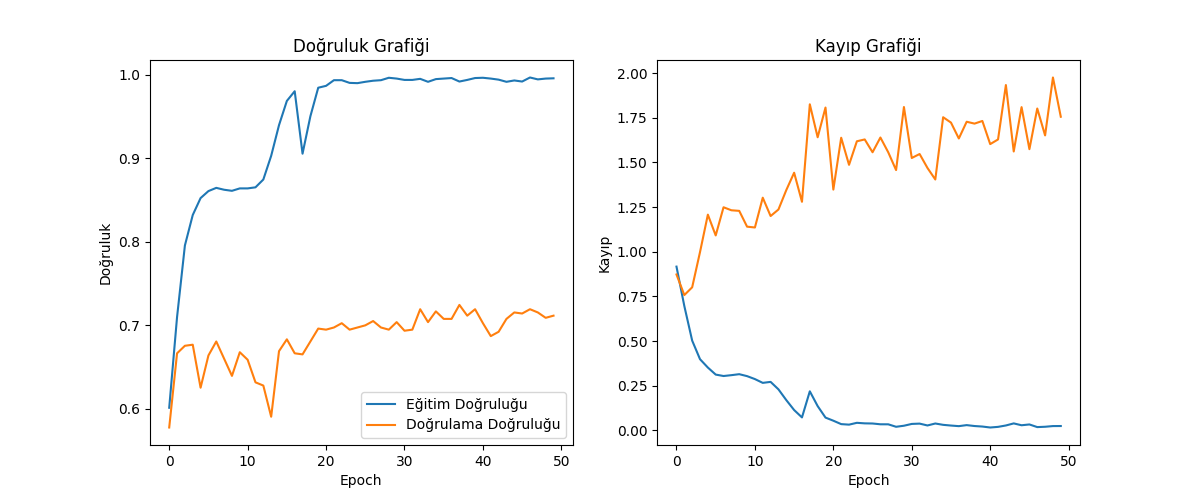 Doğruluk Grafiği
1.0
0.9
0.8
0.7
0.6
Doğruluk
0 10 20 30 40 50
Epoch
Eğitim Doğruluğu
Doğrulama Doğruluğu
Kayıp Grafiği
2.00
1.75
1.50
1.25
1.00
0.75
0.50
0.25
0.00
Kayıp
0 10 20 30 40 50
Epoch